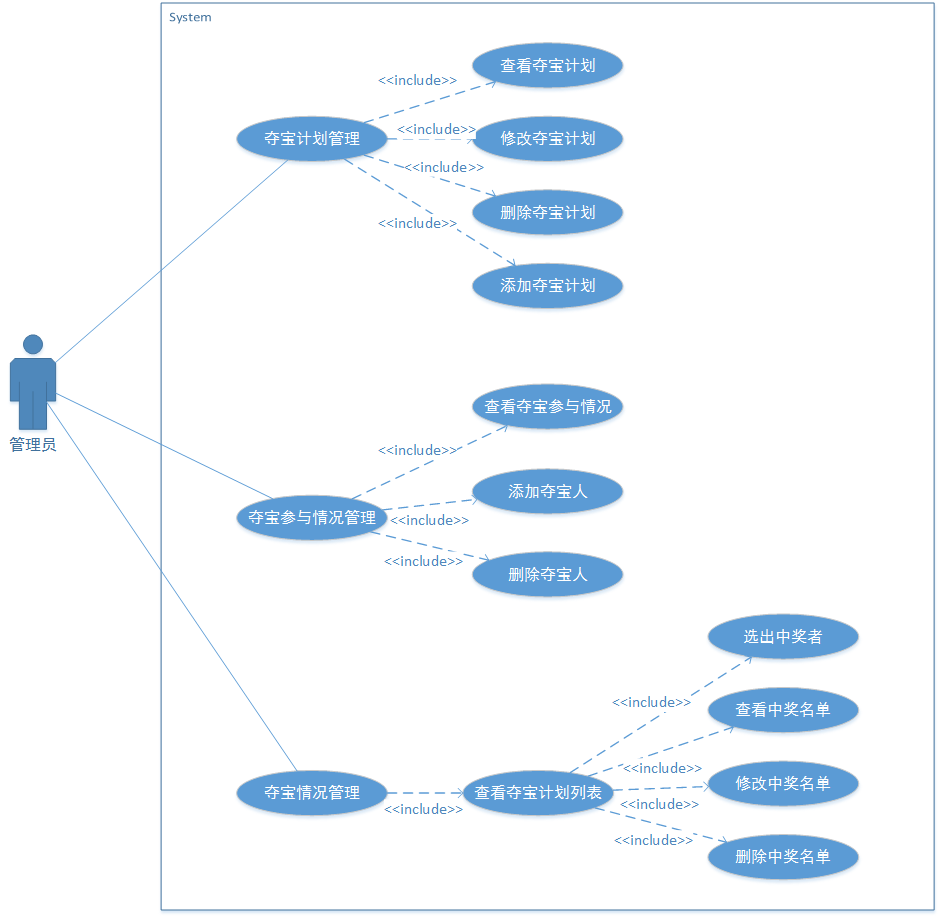 System
查看夺宝计划
<<include>>
夺宝计划管理
<<include>>
修改夺宝计划
<<include>>
删除夺宝计划
<<include>>
添加夺宝计划
管理员
查看夺宝参与情况
<<include>>
添加夺宝人
夺宝参与情况管理
<<include>>
<<include>>
删除夺宝人
选出中奖者
<<include>>
查看中奖名单
<<include>>
修改中奖名单
夺宝情况管理
<<include>>
查看夺宝计划列表
<<include>>
<<include>>
删除中奖名单